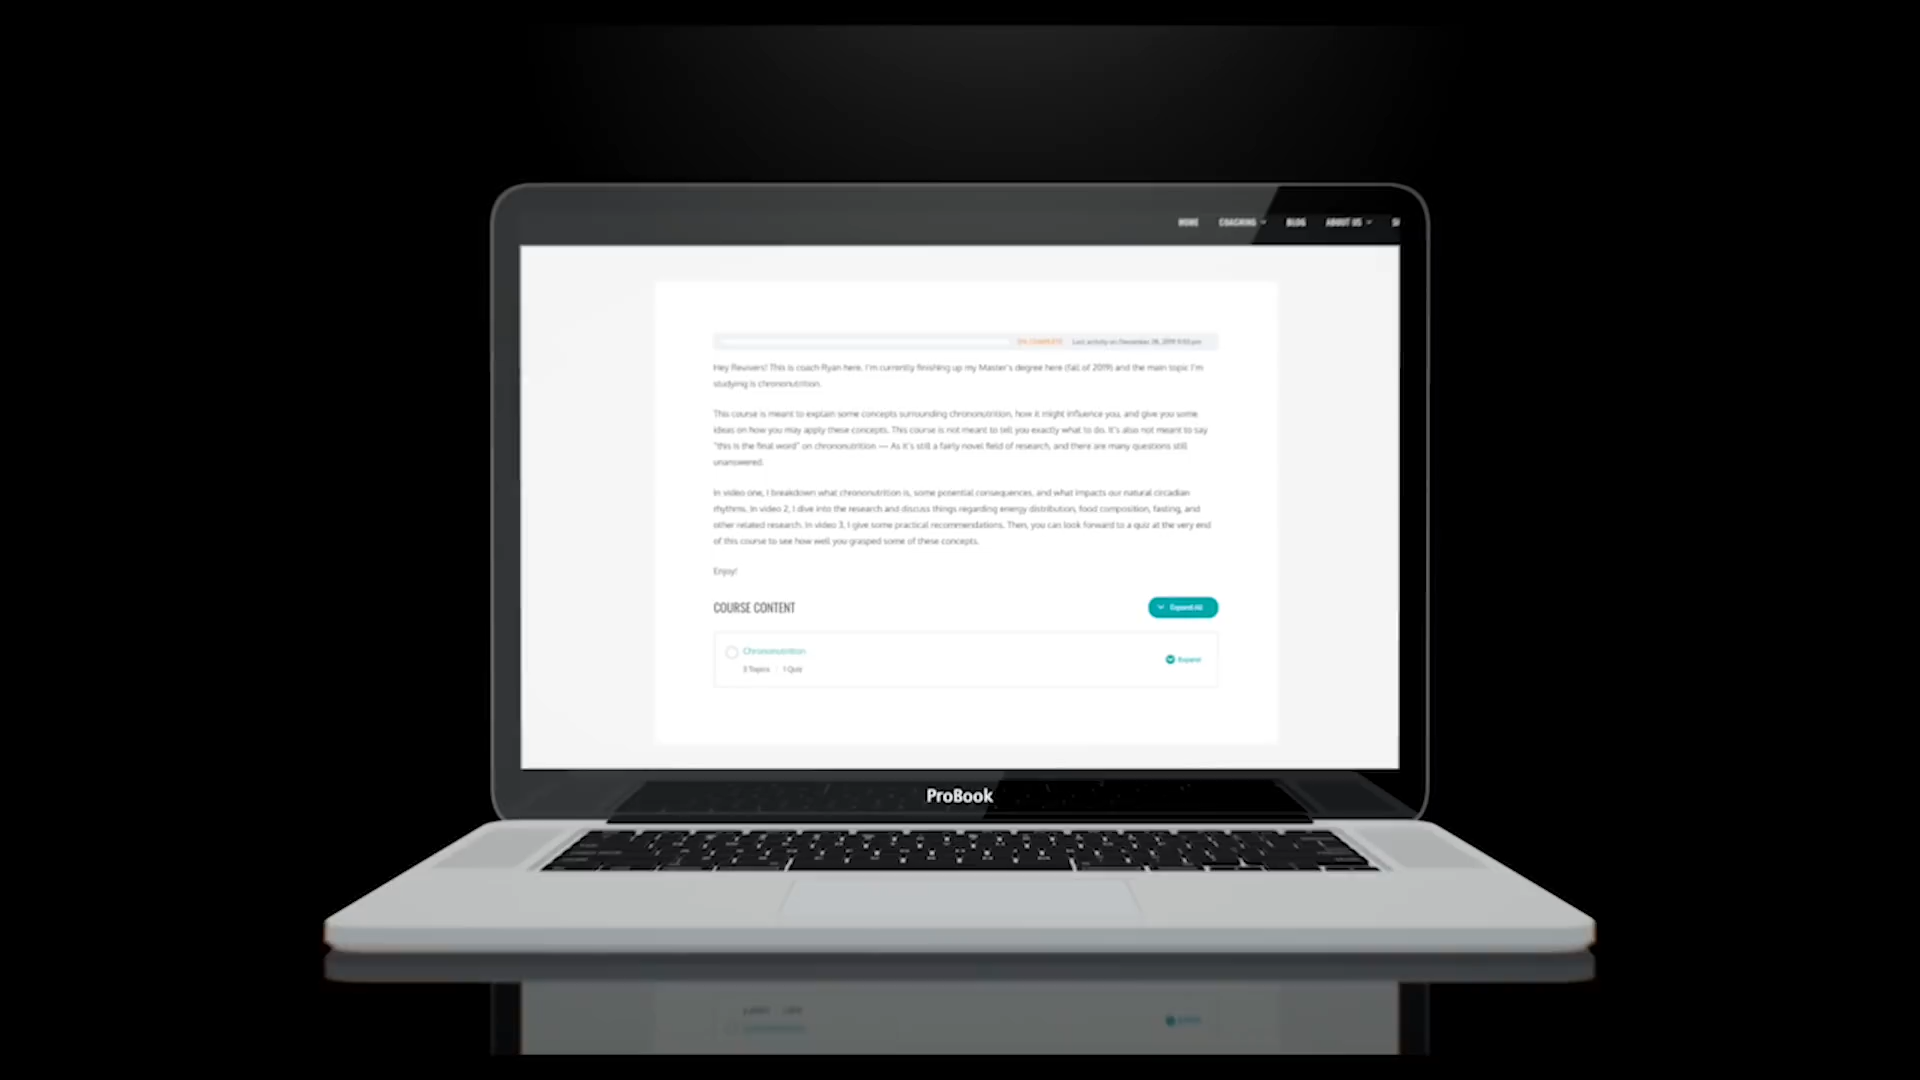 HOME COACHING BLOG ABOUT US
COMPLETE Last activity on December 28, 2019
Hey Revivers! This is coach Ryan here. I'm currently finishing up my Master's degree here (fall of 2019) and the main topic I'm
studying is chrononutrition.
This course is meant to explain some concepts surrounding chrononutrition, how it might influence you, and give you some
ideas on how you may apply these concepts. This course is not meant to tell you exactly what to do. It's also not meant to say
"this is the final word" on chrononutrition — As it's still a fairly novel field of research, and there are many questions still
unanswered.
In video one, I breakdown what chrononutrition is, some potential consequences, and what impacts our natural circadian
rhythms. In video 2, I dive into the research and discuss things regarding energy distribution, food composition, fasting, and
other related research. In video 3, I give some practical recommendations. Then, you can look forward to a quiz at the very end
of this course to see how well you grasped some of these concepts.
Enjoy!
COURSE CONTENT Expand All
Chrononutrition
3 Topics | 1 Quiz
Expand
ProBook